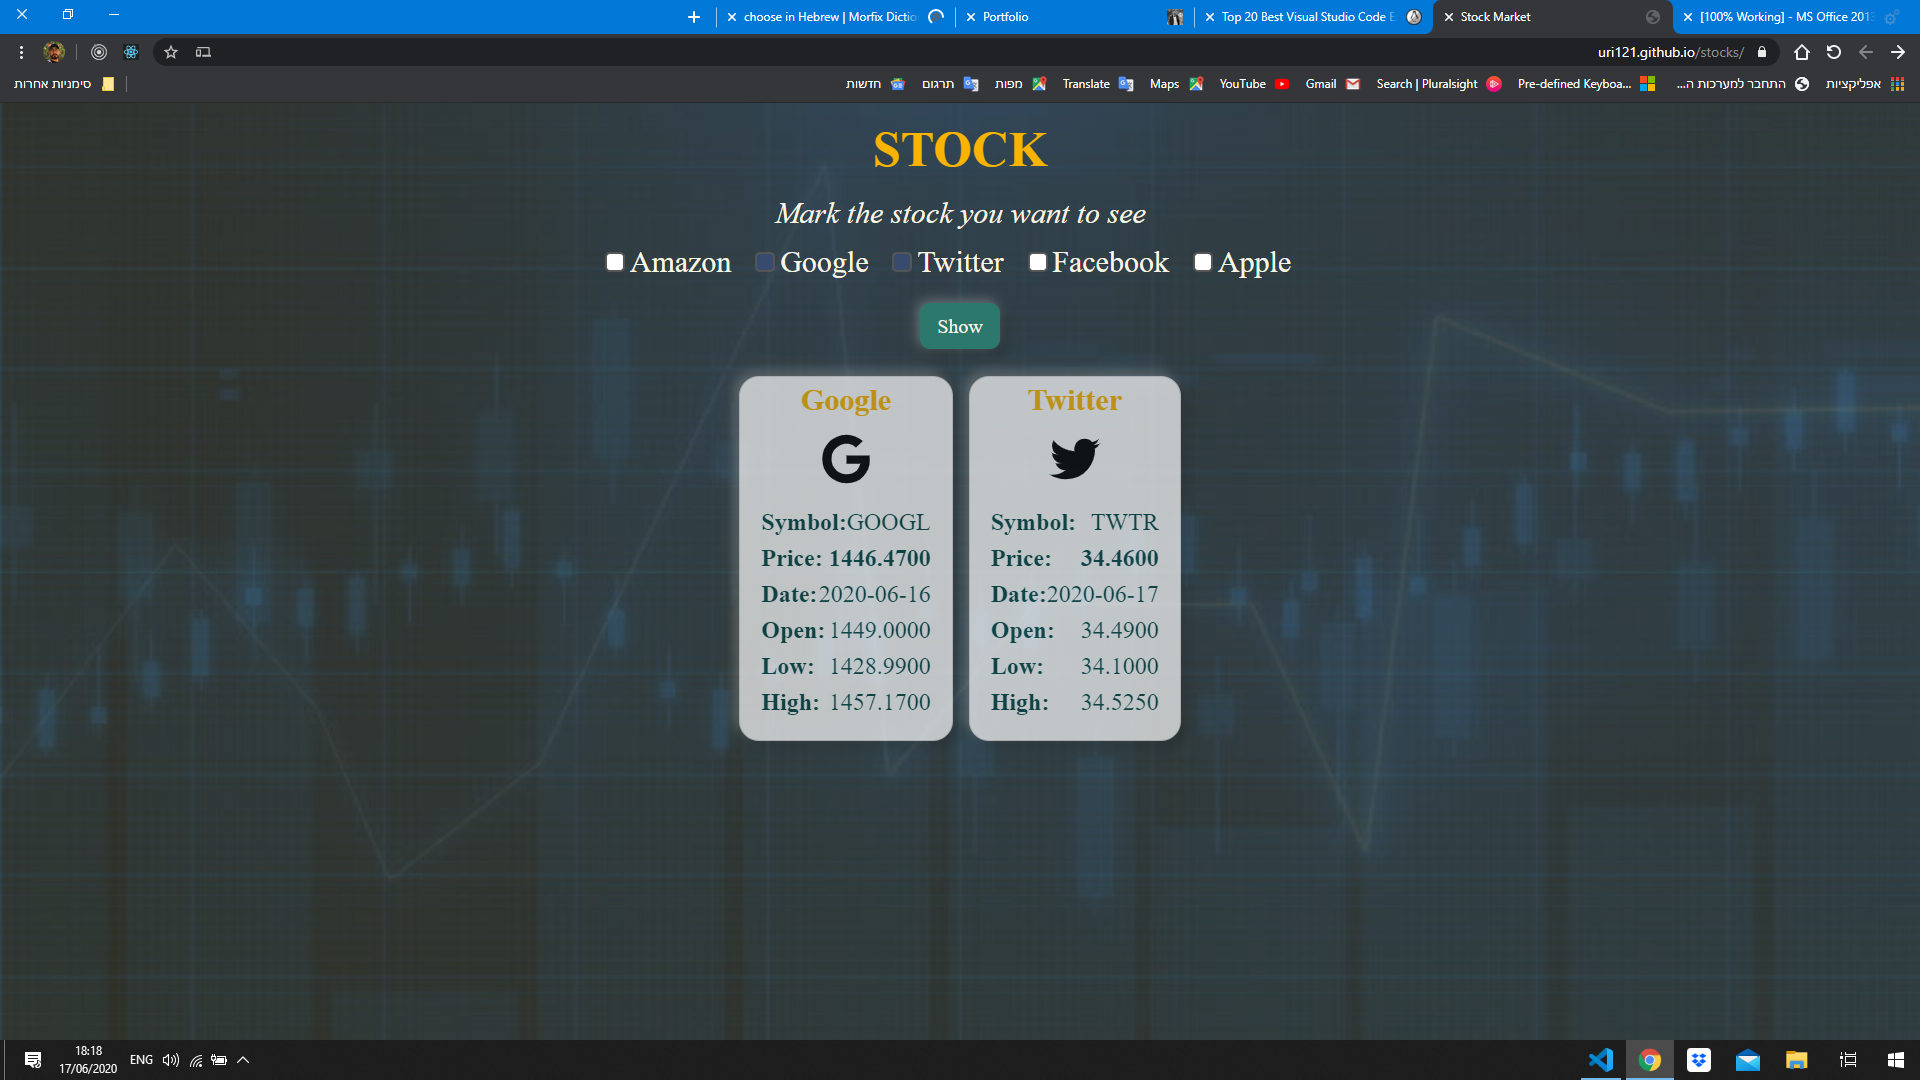 choose in Hebrew | Morfix Dictio
Portfolio
Top 20 Best Visual Studio Code E
Stock Market
[100% Working] - MS Office 2013
uri121.github.io/stocks/
סימניות אחרות
חדשות
תרגום
מפות
Translate
Maps
YouTube
Gmail
Search | Pluralsight
Pre-defined Keyboa...
התחבר למערכות ה...
אפליקציות
STOCK
Mark the stock you want to see
Amazon Google Twitter Facebook Apple
Show
Google
Symbol:GOOGL
Price: 1446.4700
Date:2020-06-16
Open: 1449.0000
Low: 1428.9900
High: 1457.1700
Twitter
Symbol: TWTR
Price: 34.4600
Date:2020-06-17
Open: 34.4900
Low: 34.1000
High: 34.5250
18:18
17/06/2020
ENG